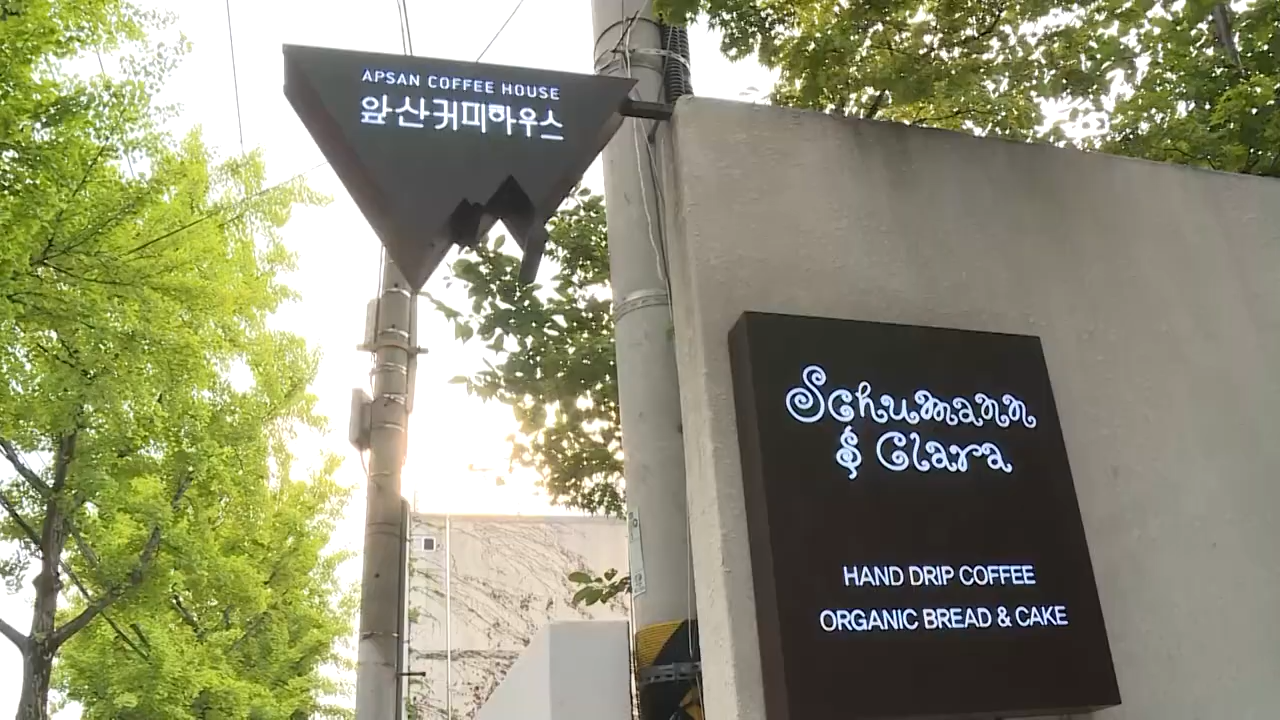 APSAN COFFEE HOUSE
앞산커피하우스
Schumann
& Clara
HAND DRIP COFFEE
ORGANIC BREAD & CAKE